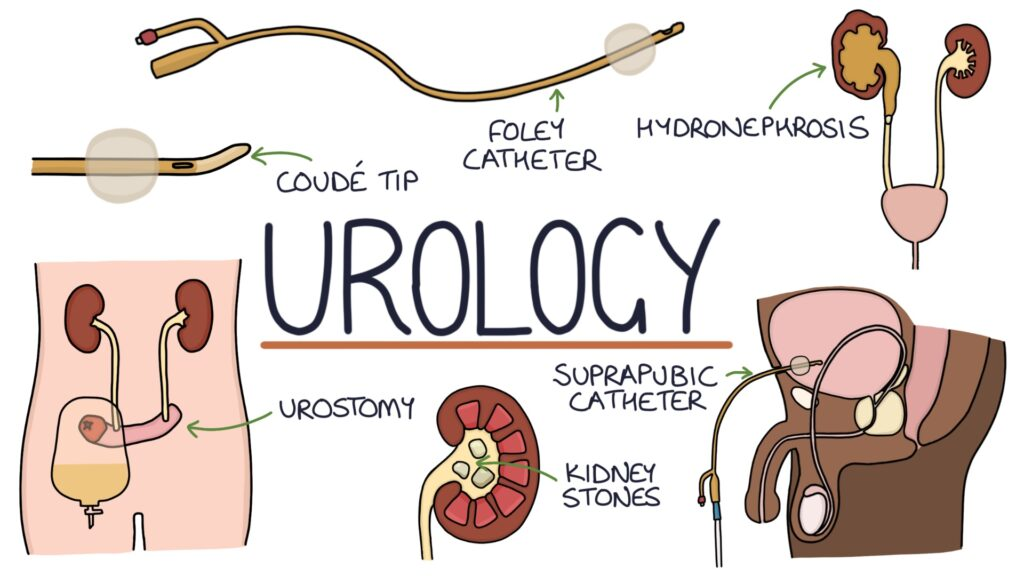 FOLEY
CATHETER
HYDRONEPHROSIS
COUDÉ TIP
UROLOGY
SUPRAPUBIC
CATHETER
UROSTOMY
KIDNEY
STONES